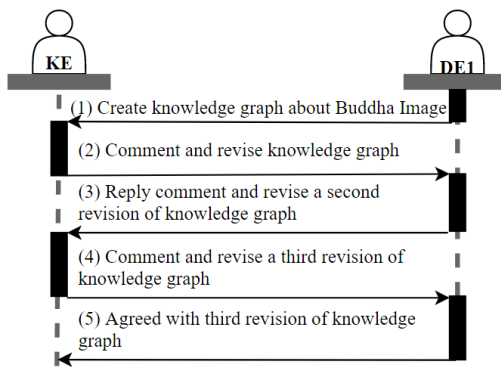 KE
DE1
(1) Create knowledge graph about Buddha Image
(2) Comment and revise knowledge graph
(3) Reply comment and revise a second
revision of knowledge graph
(4) Comment and revise a third revision of
knowledge graph
(5) Agreed with third revision of knowledge
graph